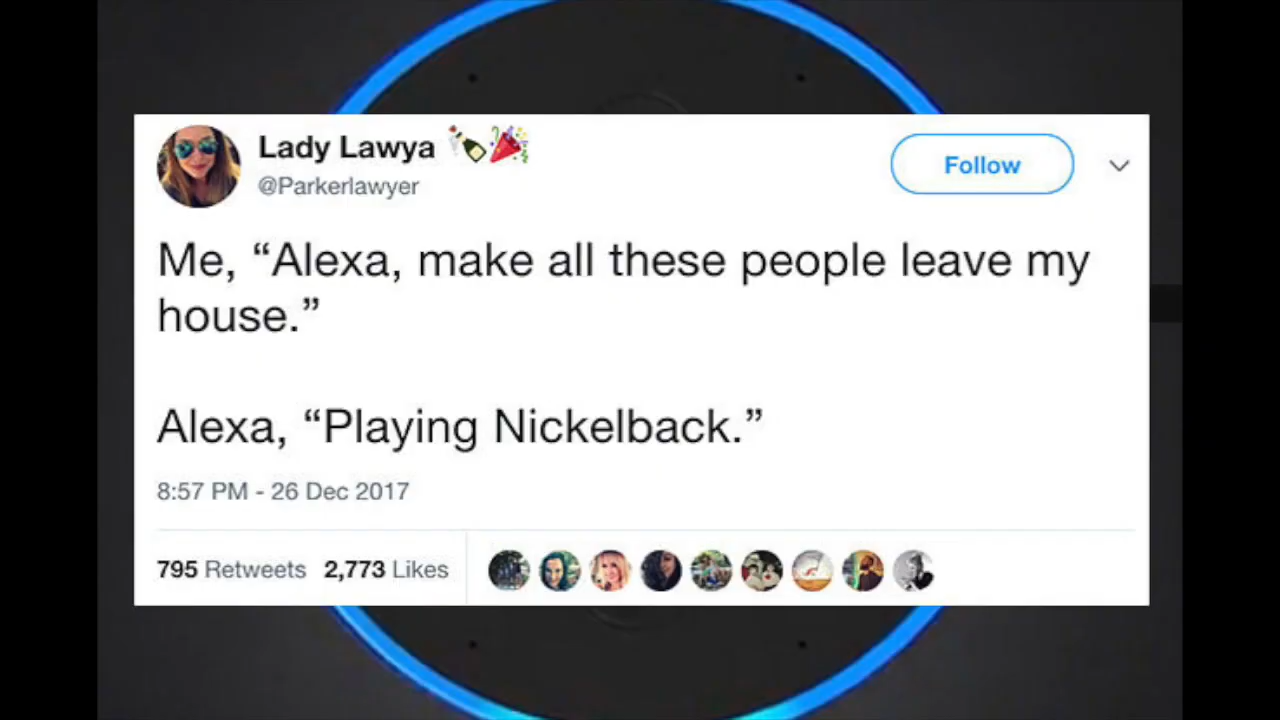 Lady Lawya
@Parkerlawyer
Follow
Me, “Alexa, make all these people leave my
house.”
Alexa, “Playing Nickelback.”
8:57 PM - 26 Dec 2017
795 Retweets 2,773 Likes